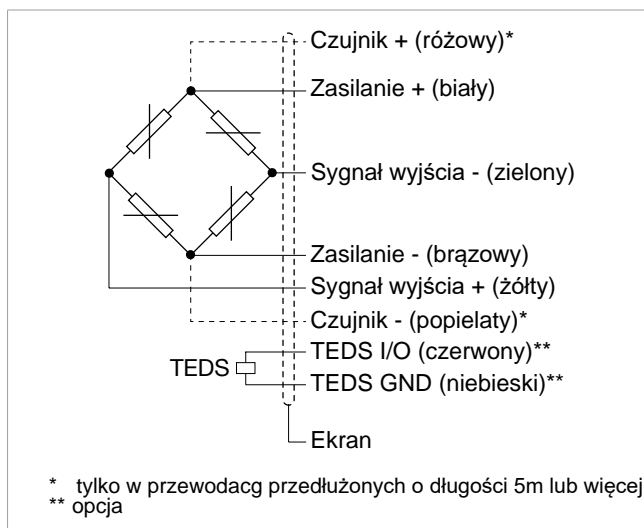 Czujnik + (różowy)*
Zasilanie + (biały)
Sygnał wyjścia - (zielony)
Zasilanie - (brązowy)
Sygnał wyjścia + (żółty)
Czujnik - (popielaty)*
TEDS I/O (czerwony)**
TEDS
TEDS GND (niebieski)**
Ekran
* tylko w przewodacg przedłużonych o długości 5m lub więcej
** opcja